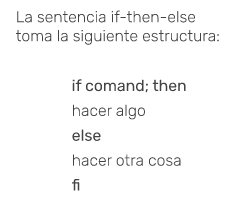 La sentencia if-then-else
toma la siguiente estructura:
if comand; then
hacer algo
else
hacer otra cosa
fi